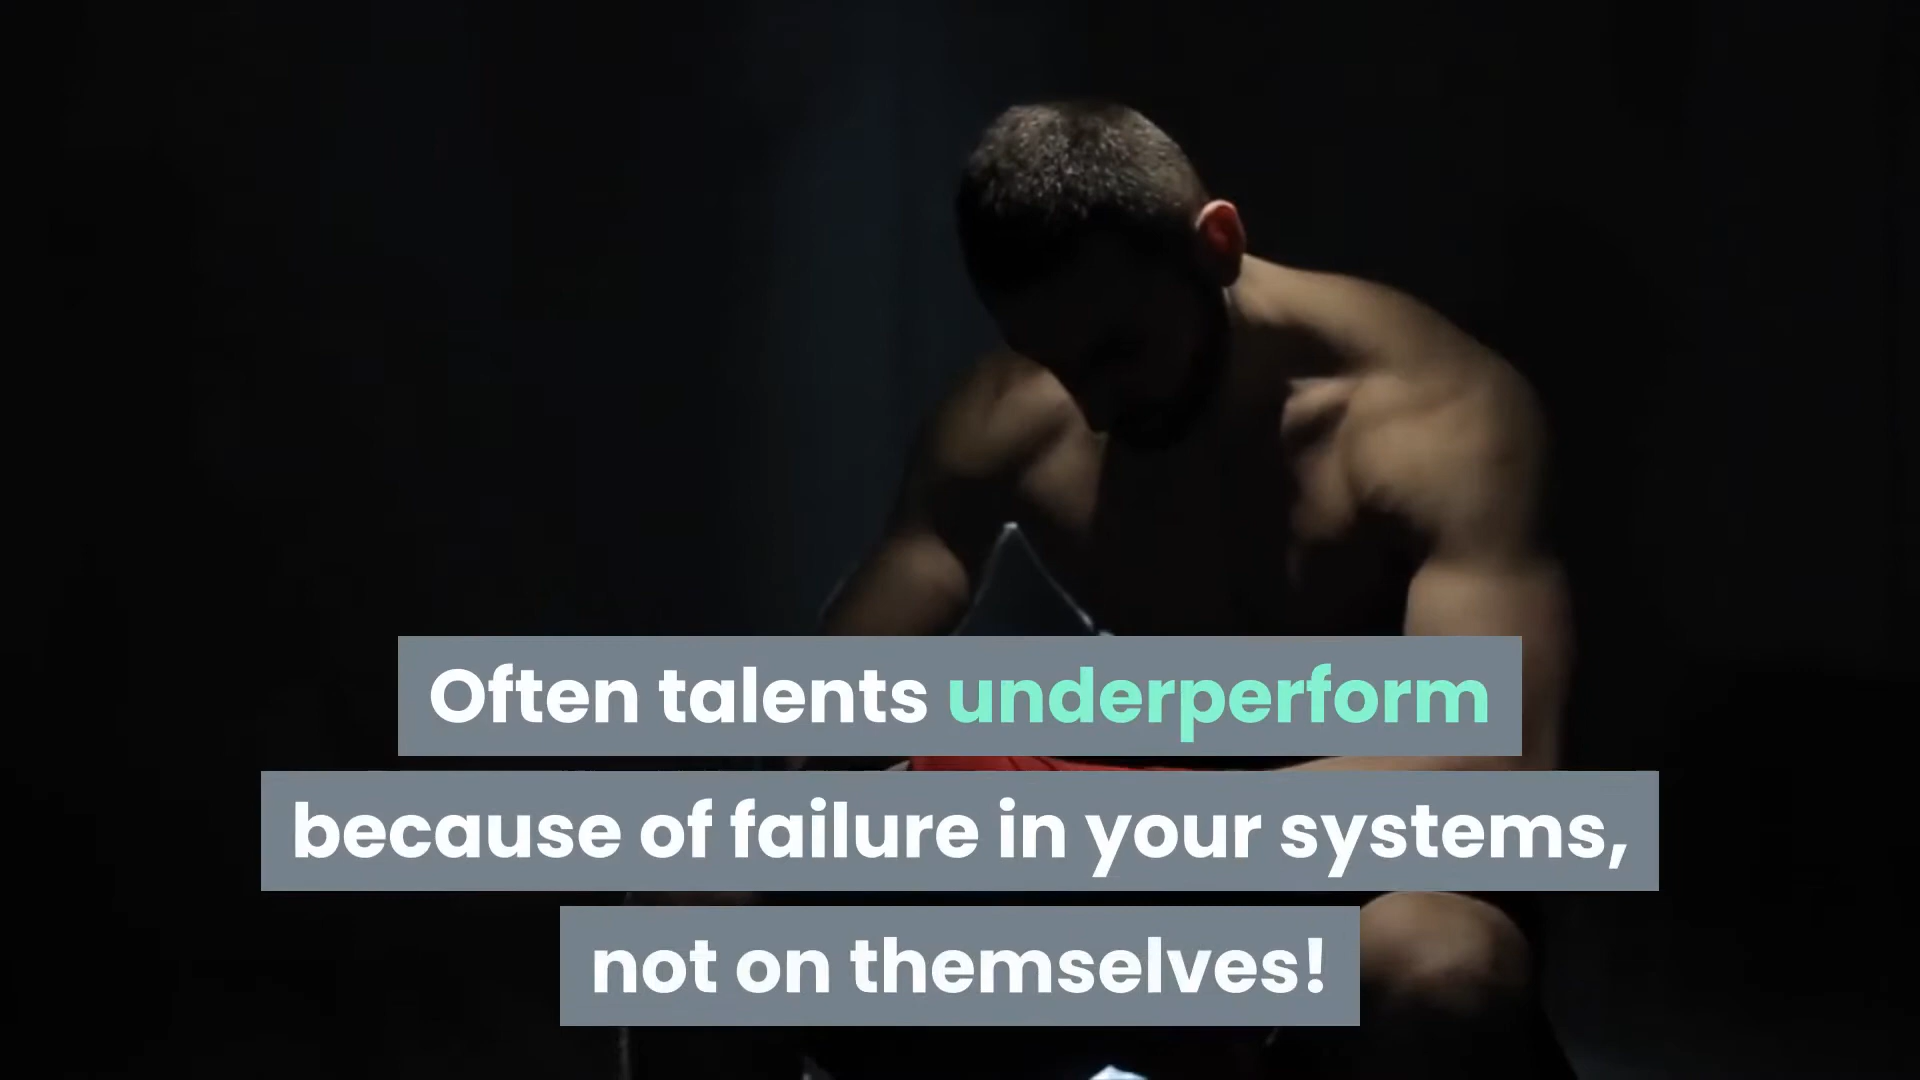 Often talents underperform
because of failure in your systems,
not on themselves!